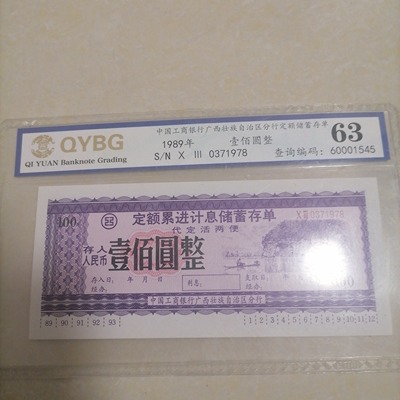 QYBG
QI YUAN Banknote Grading
中国工商银行广西壮族自治区分行定额储蓄存单
1989年 壹佰圆整
S/N X III 0371978
63
查询编码: 60001545
100
定额累进计息储蓄存单
代定活两便
XⅢ0371978
存入
人民币
壹佰圆整
存入日: 年 月 日
经办:
利息:
支取日: 年
经办:
中国工商银行广西壮族自治区分行
89 90 91 92 93
1 2 3 4 5 6 7 8 9 10 11 12